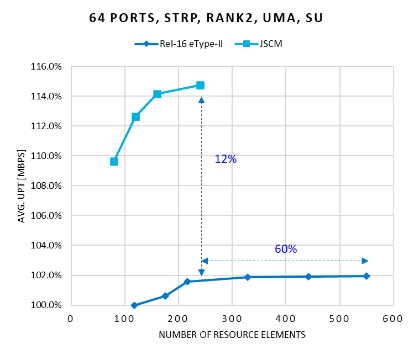 64 PORTS, STRP, RANK2, UMA, SU
Rel-16 eType-II JSCM
116.0%
114.0%
112.0%
110.0%
108.0%
106.0%
104.0%
102.0%
100.0%
AVG. UPT [MBPS]
12%
60%
0 100 200 300 400 500 600
NUMBER OF RESOURCE ELEMENTS